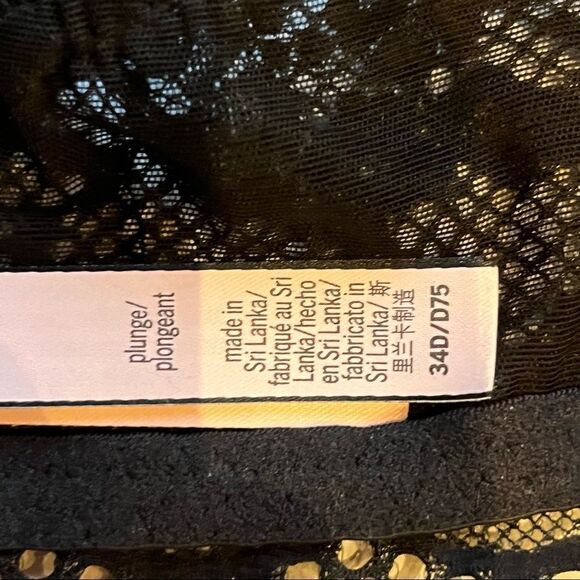 plunge/
plongeant
made in
Sri Lanka/
fabriqué au Sri
Lanka/hecho
en Sri Lanka/
fabbricato in
Sri Lanka/ 斯
里兰卡制造
34D/D75